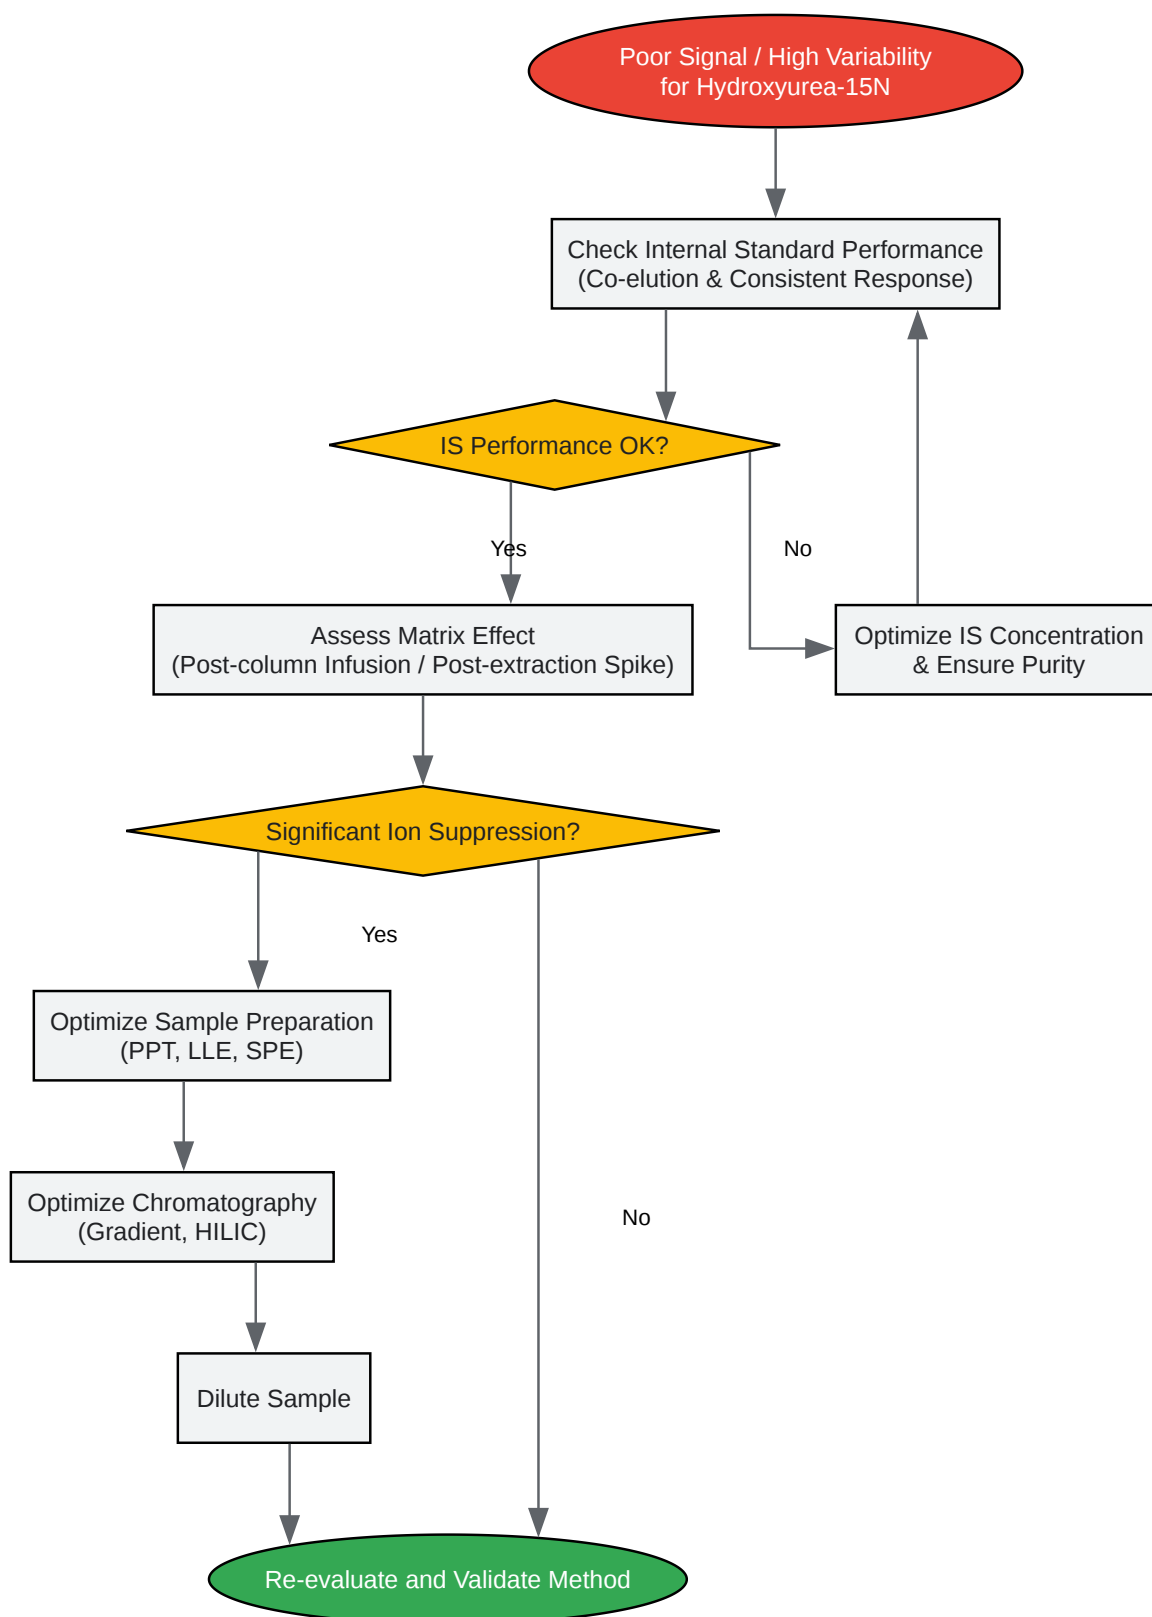 Poor Signal / High Variability
for Hydroxyurea-15N
Check Internal Standard Performance
(Co-elution & Consistent Response)
IS Performance OK?
Yes
No
Assess Matrix Effect
(Post-column Infusion / Post-extraction Spike)
Optimize IS Concentration
& Ensure Purity
Significant Ion Suppression?
Yes
Optimize Sample Preparation
(PPT, LLE, SPE)
Optimize Chromatography
(Gradient, HILIC)
No
Dilute Sample
Re-evaluate and Validate Method